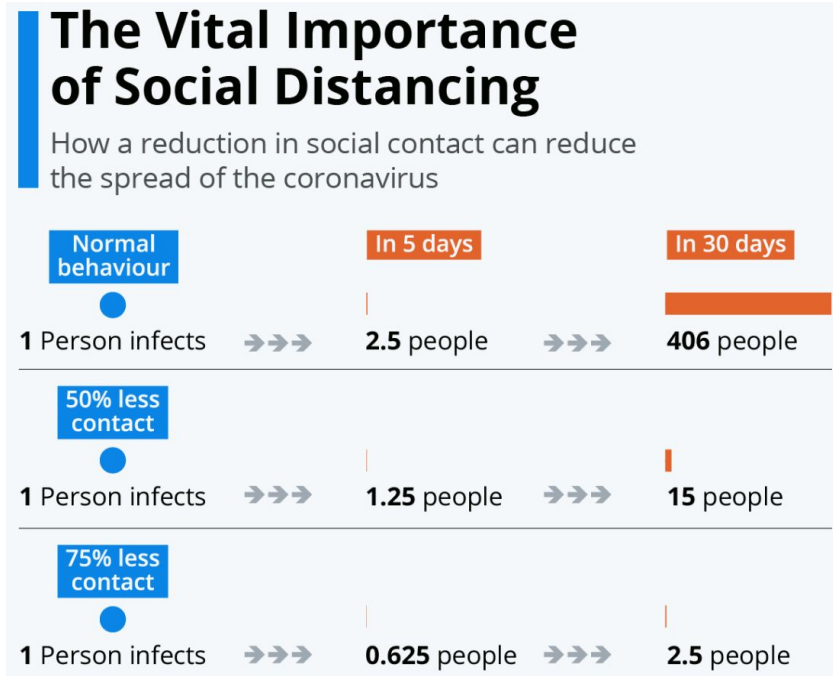 The Vital Importance
of Social Distancing
How a reduction in social contact can reduce
the spread of the coronavirus
Normal
behaviour
In 5 days
In 30 days
1 Person infects
2.5 people
406 people
50% less
contact
1 Person infects
1.25 people
15 people
75% less
contact
1 Person infects
0.625 people
2.5 people